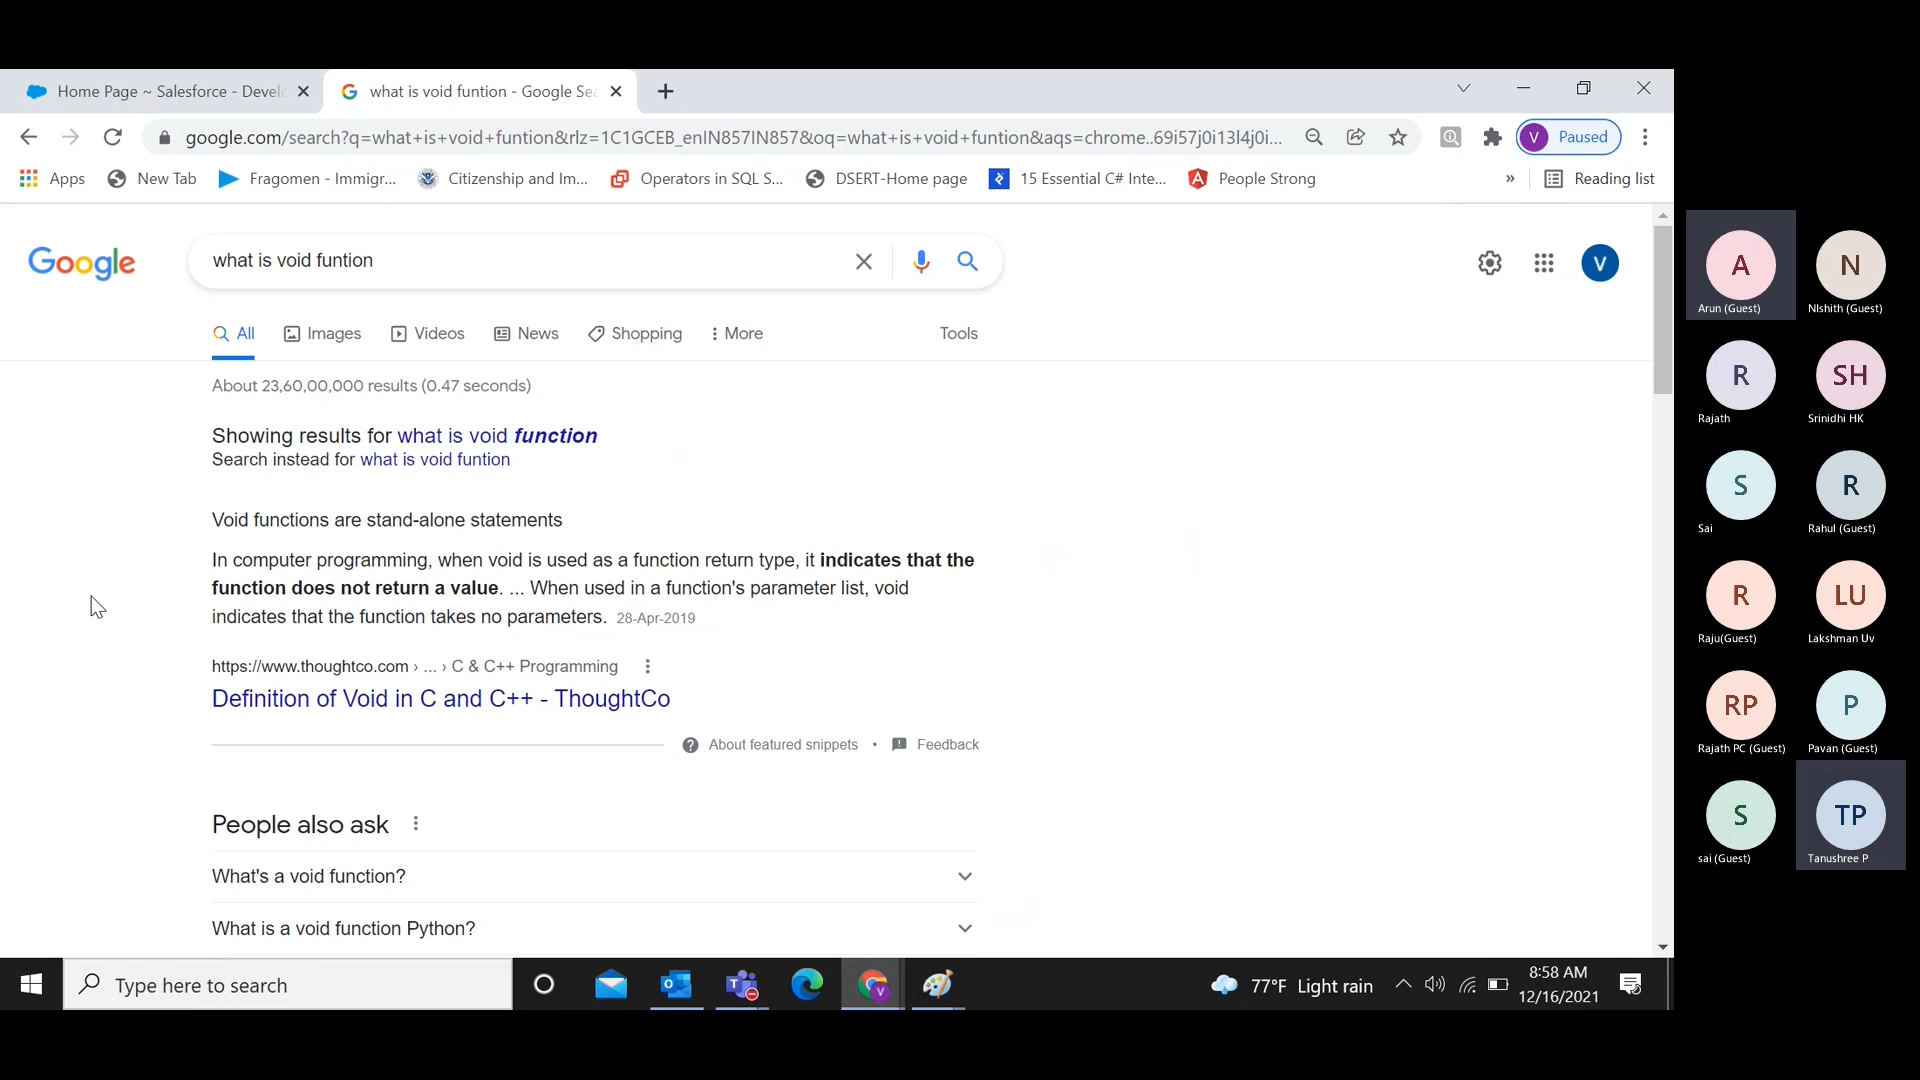 Home Page ~ Salesforce - Develo
what is void funtion - Google Sea
google.com/search?q=what+is+void+funtion&rlz=1C1GCEB_enIN857IN857&oq=what+is+void+funtion&aqs=chrome..69i57j0i13l4j0i...
V Paused
Apps
New Tab
Fragomen - Immigr...
Citizenship and Im...
Operators in SQL S...
DSERT-Home page
15 Essential C# Inte...
People Strong
»
Reading list
Google
what is void funtion
V
All
Images
Videos
News
Shopping
More
Tools
About 23,60,00,000 results (0.47 seconds)
Showing results for what is void function
Search instead for what is void funtion
Void functions are stand-alone statements
In computer programming, when void is used as a function return type, it indicates that the
function does not return a value. ... When used in a function's parameter list, void
indicates that the function takes no parameters. 28-Apr-2019
https://www.thoughtco.com › ... › C & C++ Programming
Definition of Void in C and C++ - ThoughtCo
About featured snippets • Feedback
People also ask
What's a void function?
What is a void function Python?
Type here to search
77°F Light rain
8:58 AM
12/16/2021
A
Arun (Guest)
N
NIshith (Guest)
R
Rajath
SH
Srinidhi HK
S
Sai
R
Rahul (Guest)
R
Raju(Guest)
LU
Lakshman Uv
RP
Rajath PC (Guest)
P
Pavan (Guest)
S
sai (Guest)
TP
Tanushree P